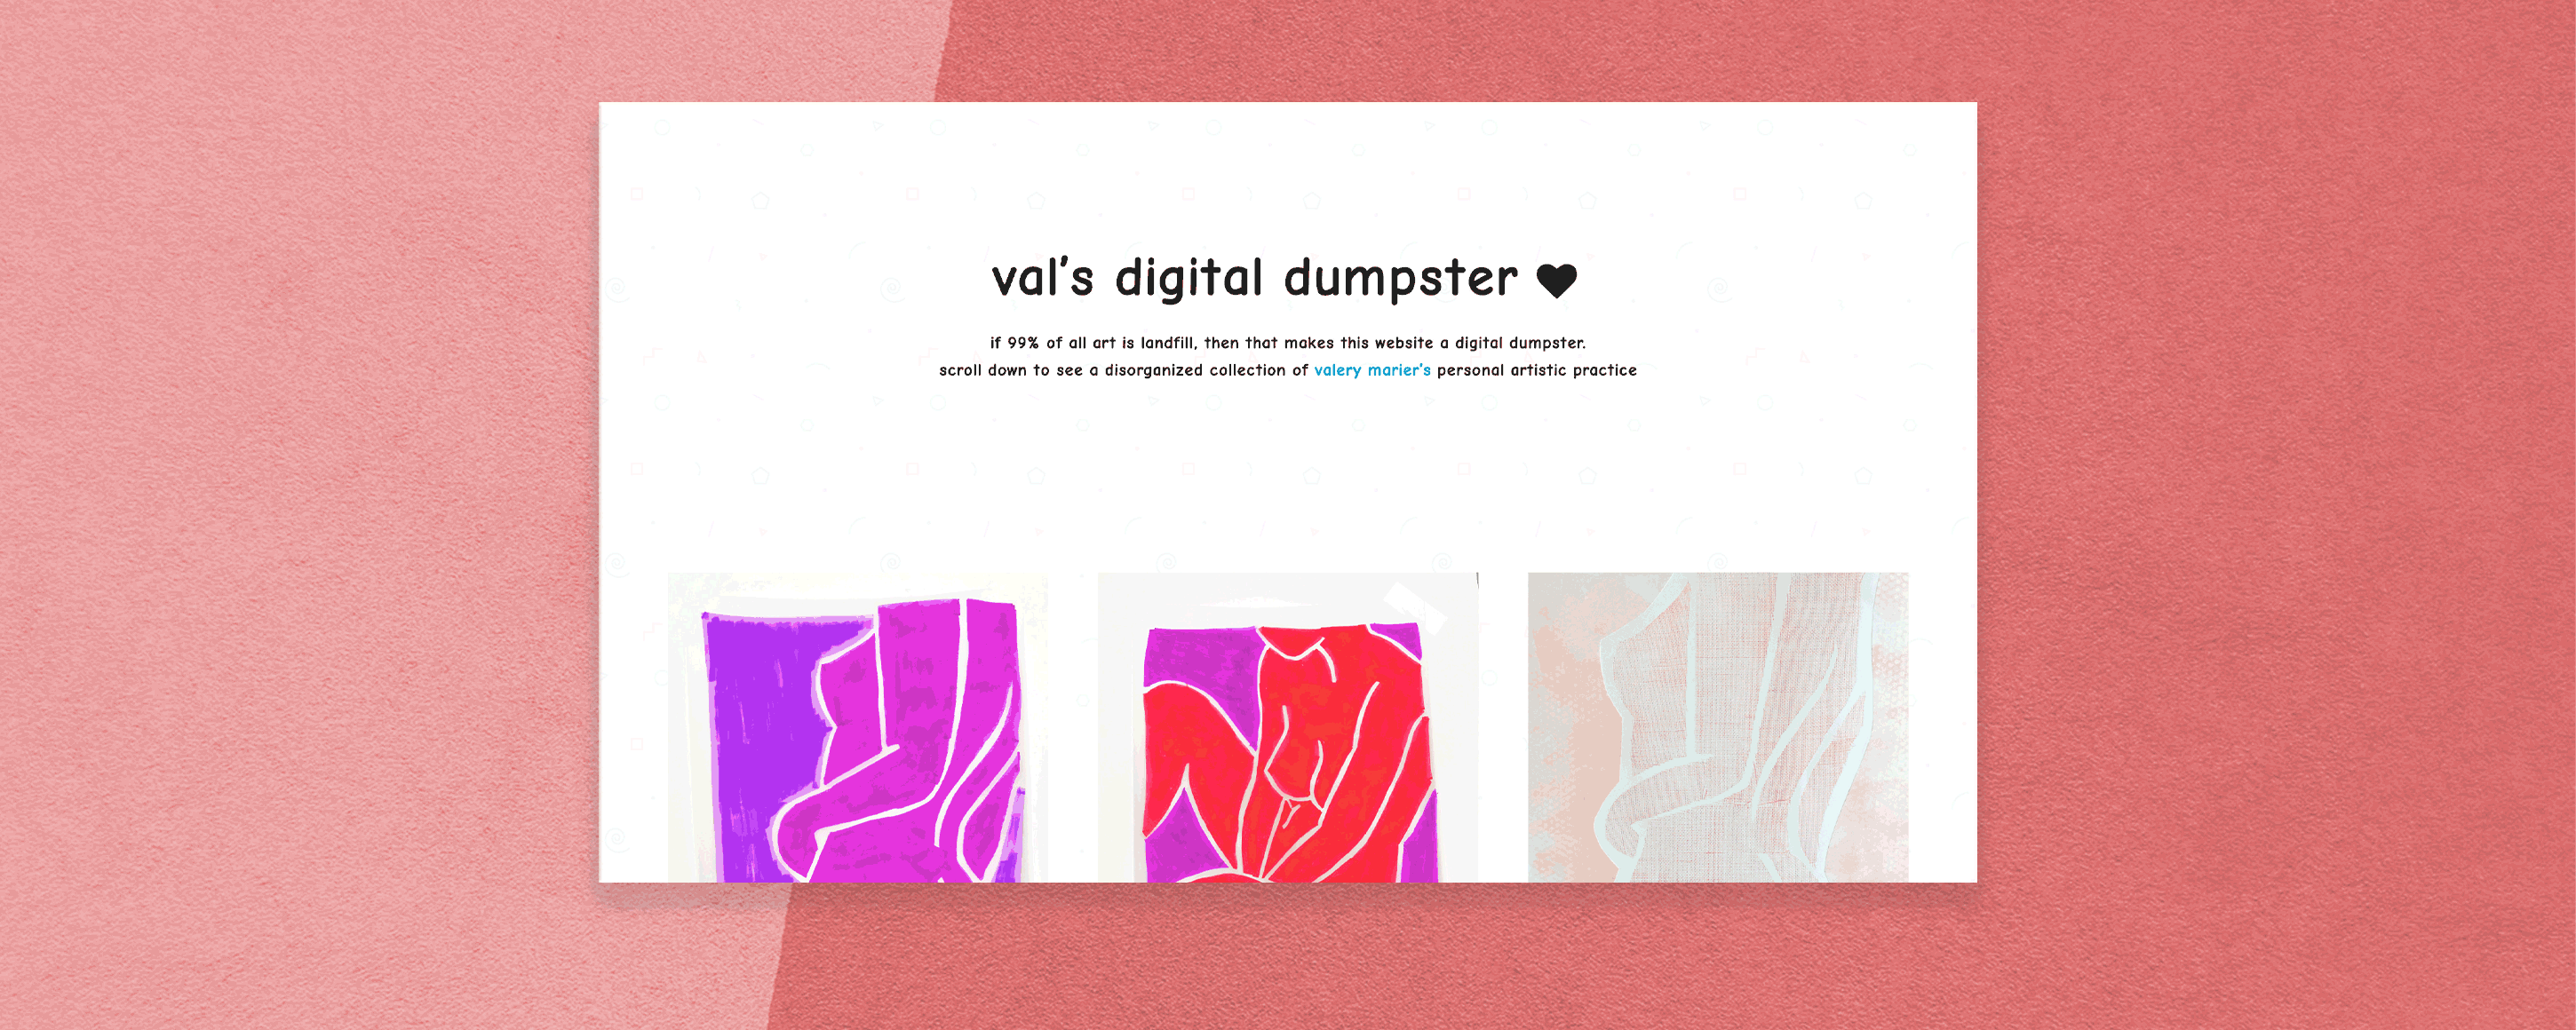 val's digital dumpster ♥
if 99% of all art is landfill, then that makes this website a digital dumpster.
scroll down to see a disorganized collection of valery marier's personal artistic practice